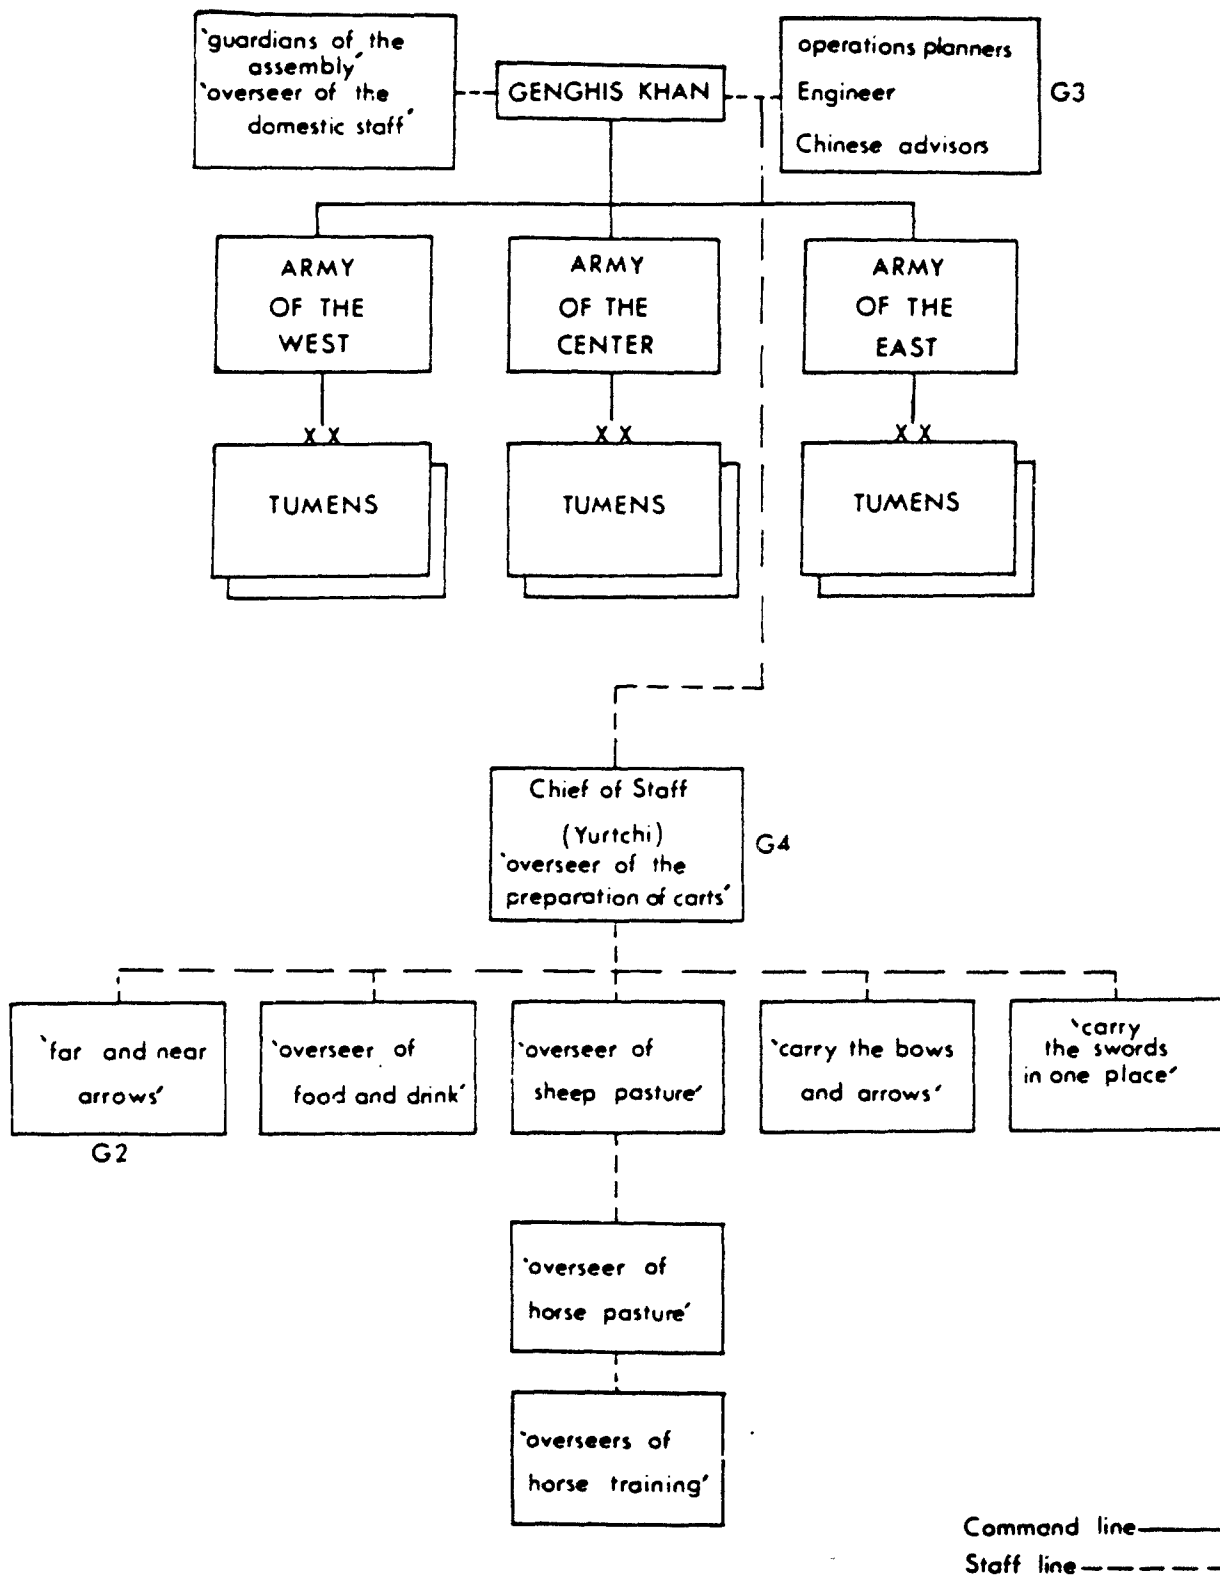 `guardians of the
assembly'
`overseer of the
domestic staff'
GENGHIS KHAN
operations planners
Engineer
Chinese advisors
G3
ARMY
OF THE
WEST
ARMY
OF THE
CENTER
ARMY
OF THE
EAST
X X
TUMENS
X X
TUMENS
X X
TUMENS
Chief of Staff
(Yurtchi)
`overseer of the
preparation of carts'
G4
`far and near
arrows'
G2
`overseer of
food and drink'
`overseer of
sheep pasture'
`carry the bows
and arrows'
`carry
the swords
in one place'
`overseer of
horse pasture'
`overseers of
horse training'
Command line
Staff line